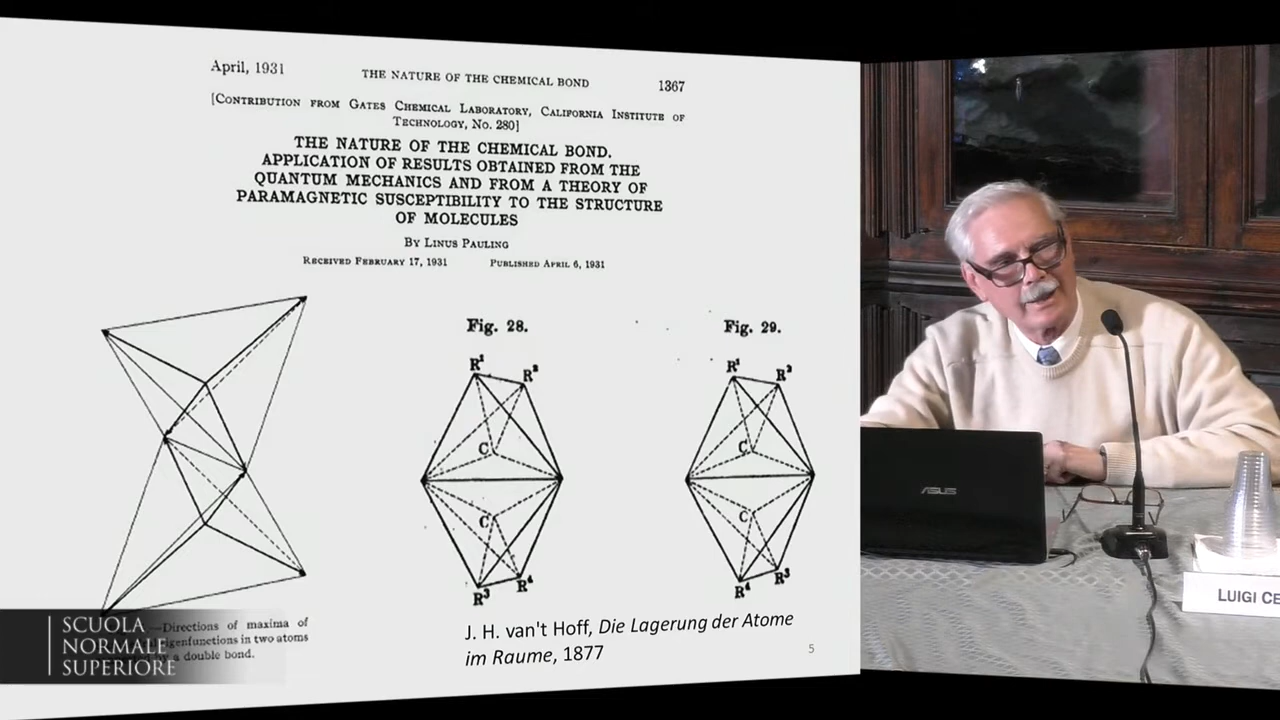 April, 1931 THE NATURE OF THE CHEMICAL BOND 1367
[CONTRIBUTION FROM GATES CHEMICAL LABORATORY, CALIFORNIA INSTITUTE OF
TECHNOLOGY, NO. 280]
THE NATURE OF THE CHEMICAL BOND.
APPLICATION OF RESULTS OBTAINED FROM THE
QUANTUM MECHANICS AND FROM A THEORY OF
PARAMAGNETIC SUSCEPTIBILITY TO THE STRUCTURE
OF MOLECULES
BY LINUS PAULING
RECEIVED FEBRUARY 17, 1931 PUBLISHED APRIL 6, 1931
Fig. 28.
R¹ R²
C
C
R³ R⁴
Fig. 29.
R¹ R²
C
C
R⁴ R³
—Directions of maxima of
eigenfunctions in two atoms
by a double bond.
J. H. van't Hoff, Die Lagerung der Atome
im Raume, 1877
5
SCUOLA
NORMALE
SUPERIORE
ASUS
LUIGI CE